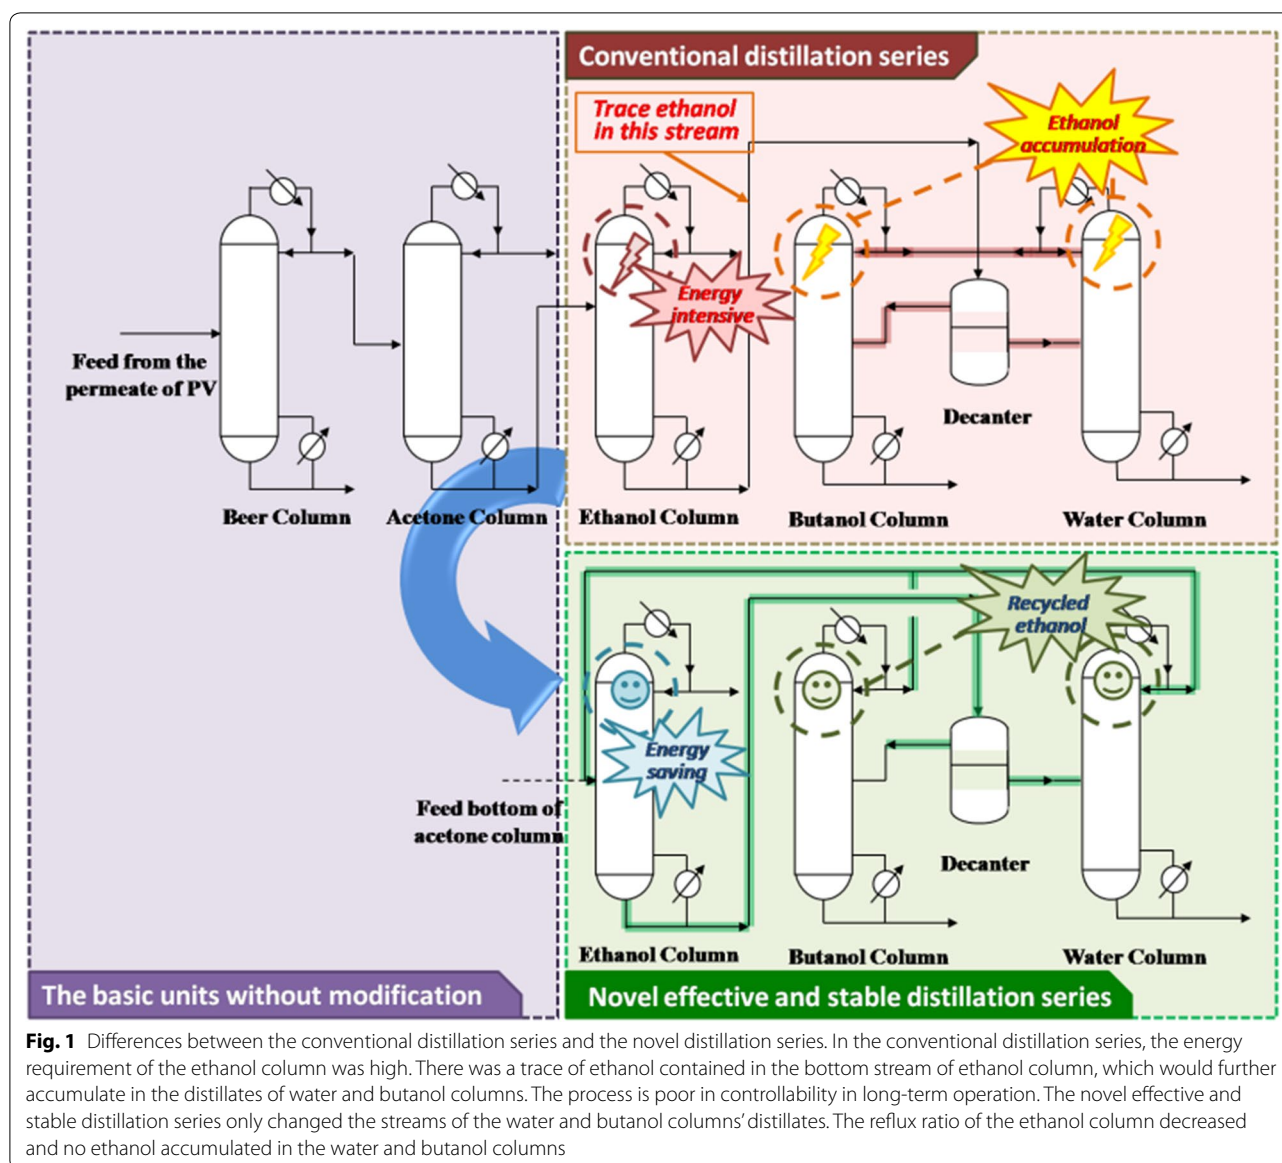 Conventional distillation series
Trace ethanol
in this stream
Ethanol
accumulation
Energy
intensive
Feed from the
permeate of PV
Decanter
Beer Column
Acetone Column
Ethanol Column
Butanol Column
Water Column
Recycled
ethanol
Energy
saving
Feed bottom of
acetone column
Decanter
Ethanol Column
Butanol Column
Water Column
The basic units without modification
Novel effective and stable distillation series
Fig. 1 Differences between the conventional distillation series and the novel distillation series. In the conventional distillation series, the energy
requirement of the ethanol column was high. There was a trace of ethanol contained in the bottom stream of ethanol column, which would further
accumulate in the distillates of water and butanol columns. The process is poor in controllability in long-term operation. The novel effective and
stable distillation series only changed the streams of the water and butanol columns’ distillates. The reflux ratio of the ethanol column decreased
and no ethanol accumulated in the water and butanol columns